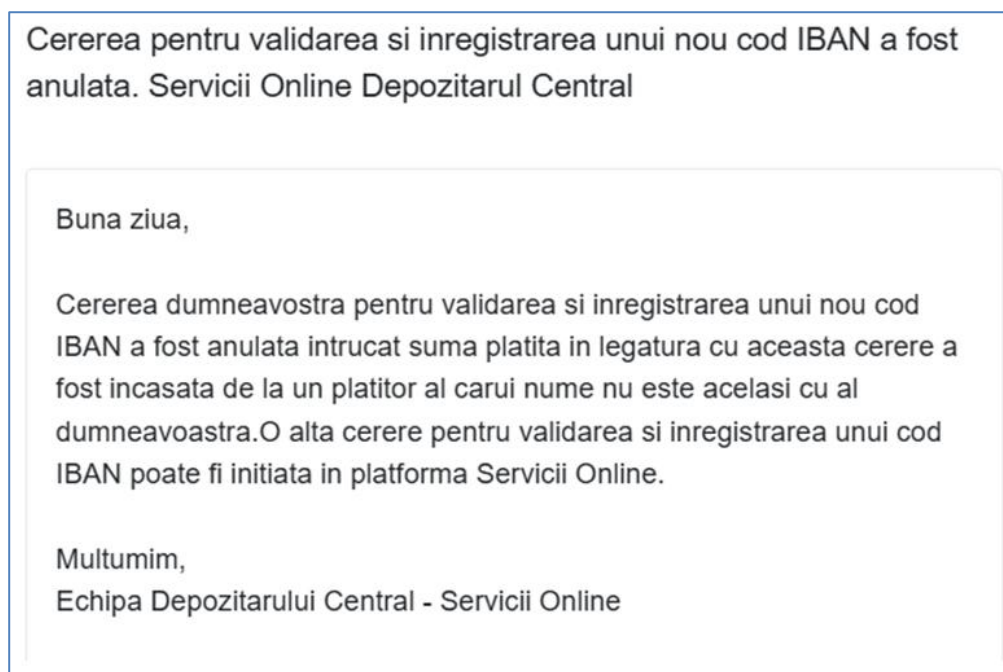 Cererea pentru validarea si inregistrarea unui nou cod IBAN a fost
anulata. Servicii Online Depozitarul Central
Buna ziua,
Cererea dumneavostra pentru validarea si inregistrarea unui nou cod
IBAN a fost anulata intrucat suma platita in legatura cu aceasta cerere a
fost incasata de la un platitor al carui nume nu este acelasi cu al
dumneavoastra.O alta cerere pentru validarea si inregistrarea unui cod
IBAN poate fi initiata in platforma Servicii Online.
Multumim,
Echipa Depozitarului Central - Servicii Online